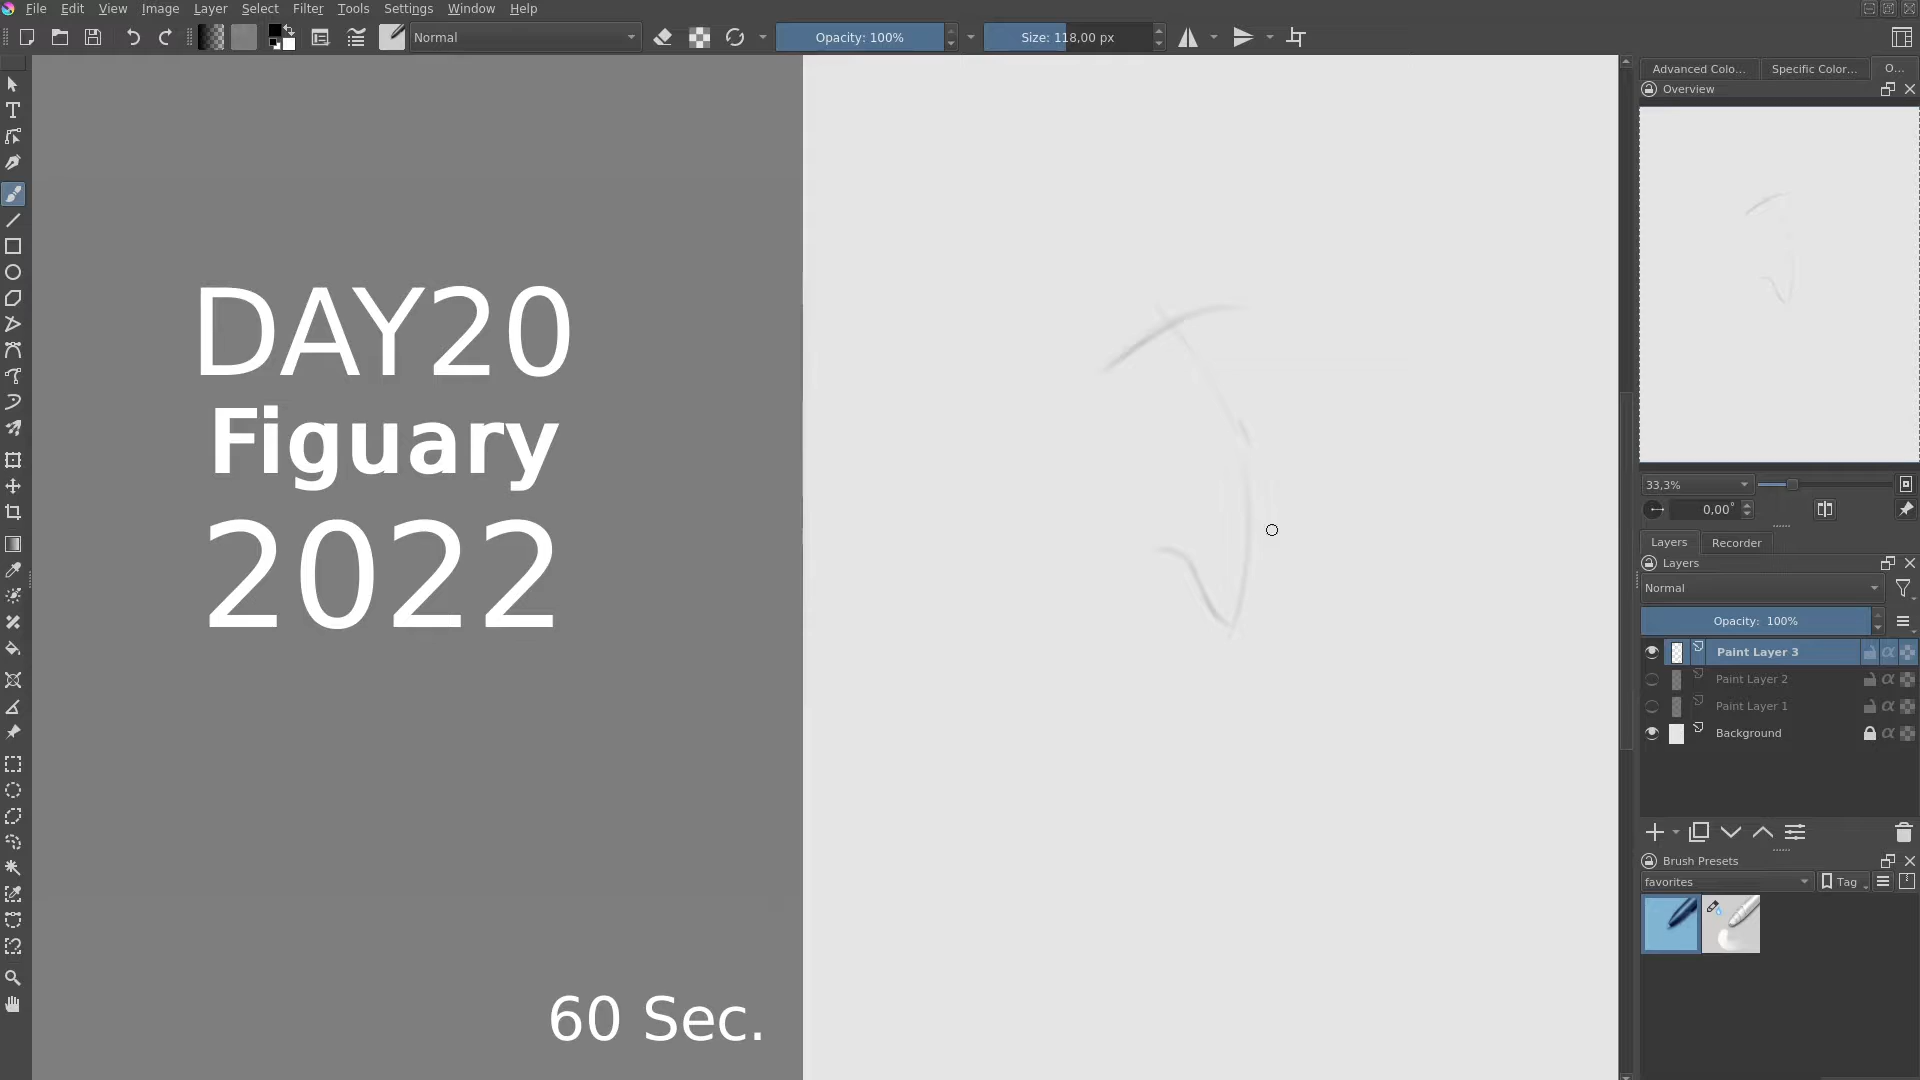 File Edit View Image Layer Select Filter Tools Settings Window Help
Normal
Opacity: 100%
Size: 118,00 px
Advanced Colo... Specific Color... O...
Overview
DAY20
Figuary
2022
60 Sec.
33,3%
0,00°
Layers Recorder
Layers
Normal
Opacity: 100%
Paint Layer 3
Paint Layer 2
Paint Layer 1
Background
Brush Presets
favorites Tag